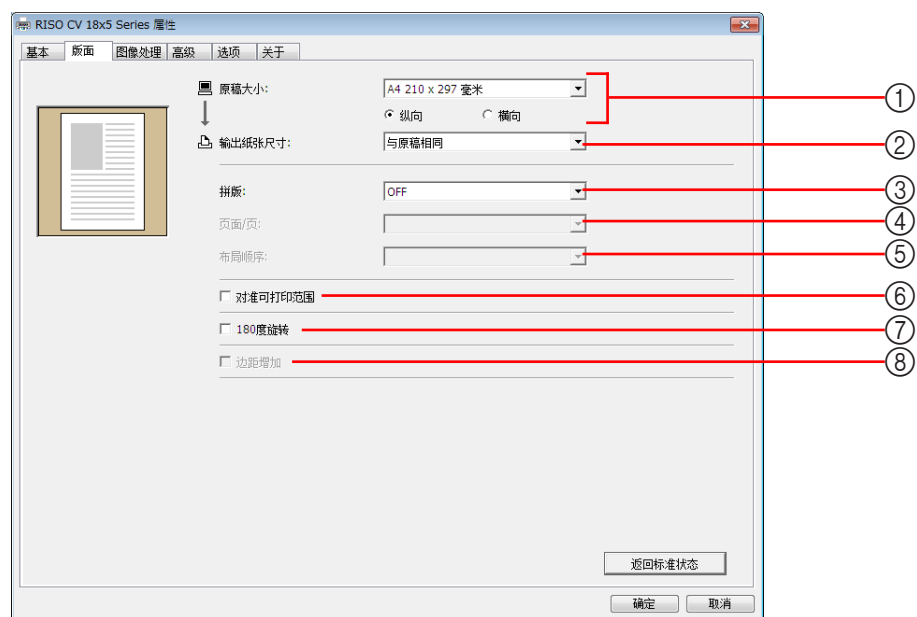 RISO CV 18x5 Series 属性
基本 版面 图像处理 高级 选项 关于
原稿大小: A4 210 x 297 毫米
纵向 横向
①
输出纸张尺寸: 与原稿相同 ②
拼版: OFF ③
页面/页: ④
布局顺序: ⑤
对准可打印范围 ⑥
180度旋转 ⑦
边距增加 ⑧
返回标准状态
确定 取消